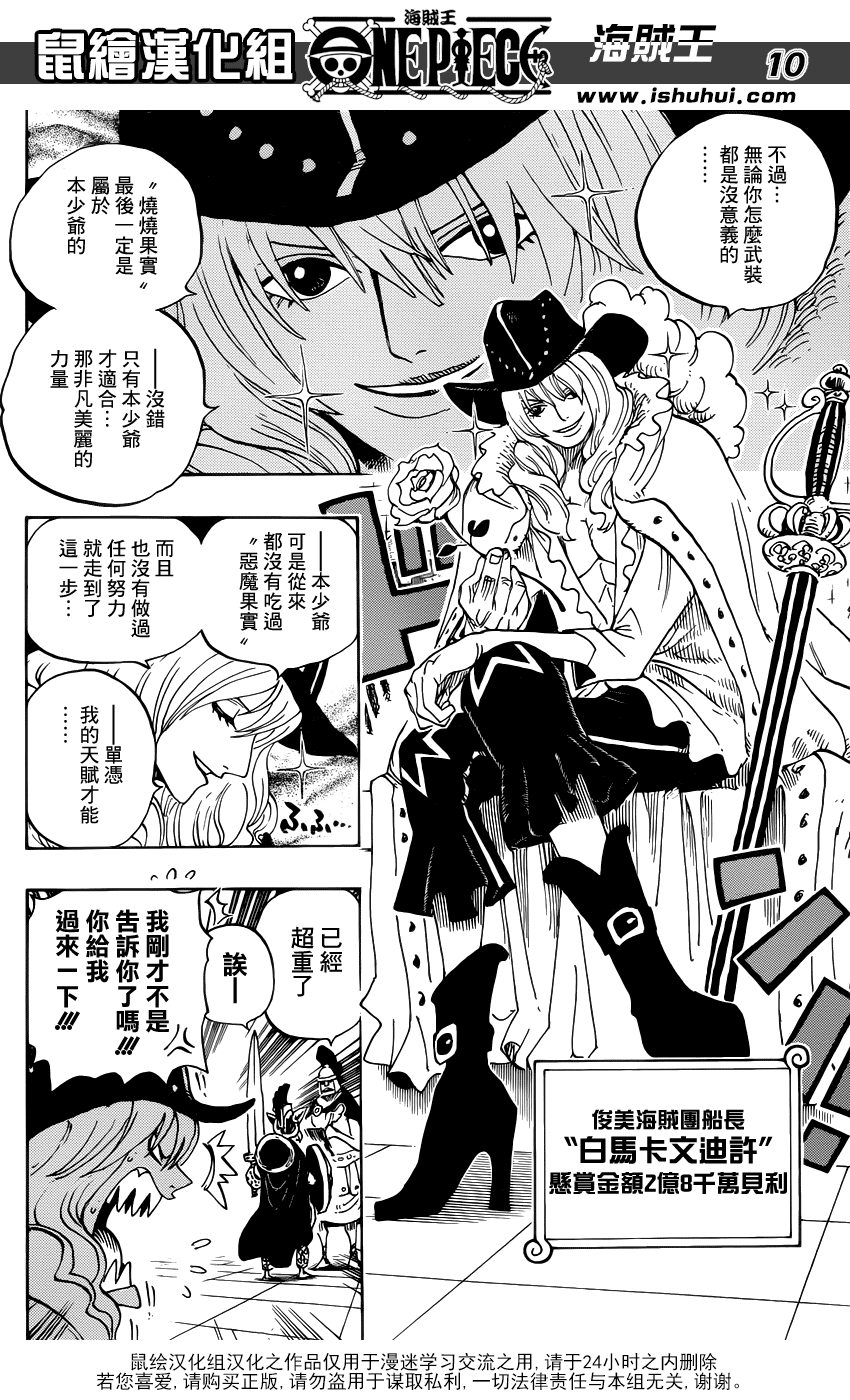 海賊王
鼠繪漢化組
ONE PIECE
海賊王
10
www.ishuhui.com
不過…
無論你怎麼武裝
都是沒意義的
……
〝燒燒果實〞
最後一定是
屬於
本少爺的
──沒錯
只有本少爺
才適合…
那非凡美麗的
力量
──本少爺
可是從來
都沒有吃過
〝惡魔果實〞
而且
也沒有做過
任何努力
就走到了
這一步…
──單憑
我的天賦才能
……
ふふ…
已經
超重了
誒─
我剛才不是
告訴你了嗎!!!
你給我
過來一下!!!
俊美海賊團船長
“白馬卡文迪許”
懸賞金額2億8千萬貝利
鼠绘汉化组汉化之作品仅用于漫迷学习交流之用, 请于24小时之内删除
若您喜爱, 请购买正版, 请勿盗用于谋取私利, 一切法律责任与本组无关, 谢谢。